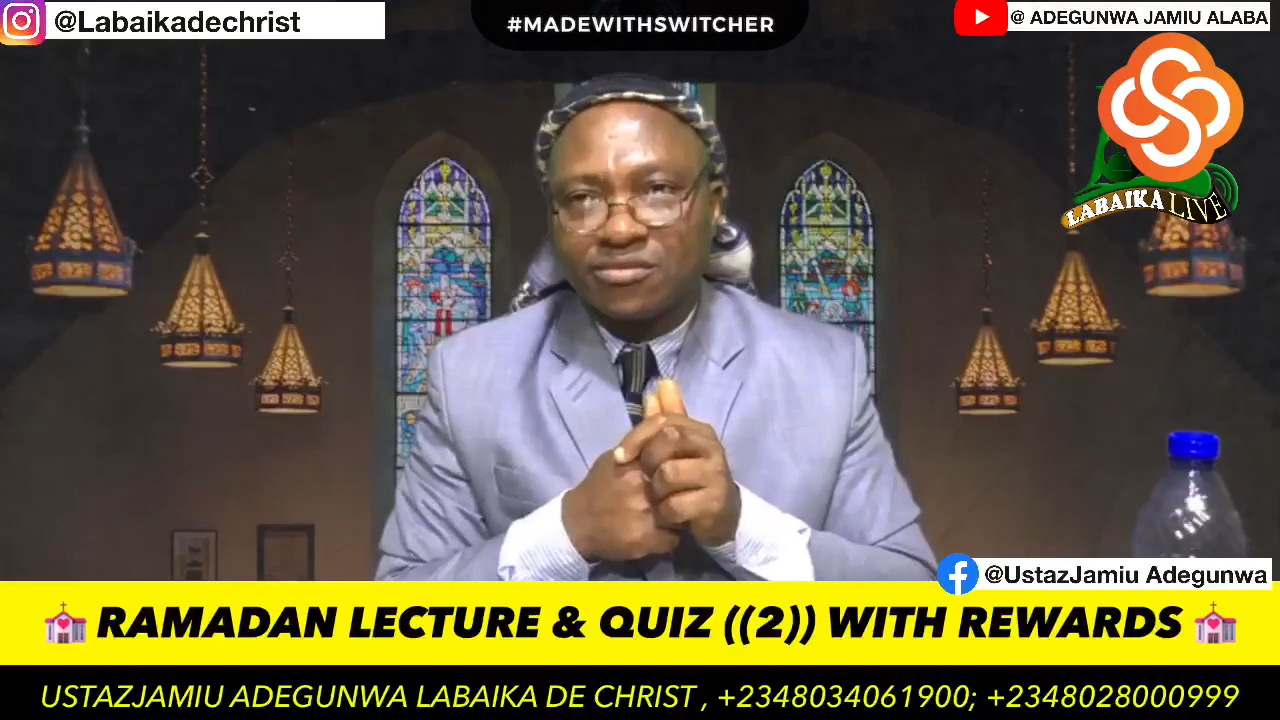 @Labaikadechrist
#MADEWITHSWITCHER
@ ADEGUNWA JAMIU ALABA
LABAIKA LIVE
@UstazJamiu Adegunwa
RAMADAN LECTURE & QUIZ ((2)) WITH REWARDS
USTAZJAMIU ADEGUNWA LABAIKA DE CHRIST , +2348034061900; +2348028000999